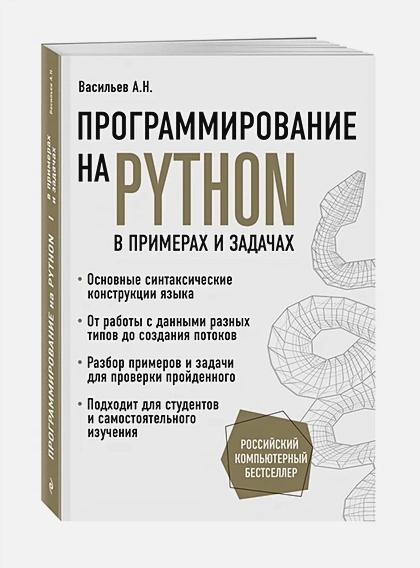 Васильев А.Н.
ПРОГРАММИРОВАНИЕ
НА PYTHON
В ПРИМЕРАХ И ЗАДАЧАХ
• Основные синтаксические
конструкции языка
• От работы с данными разных
типов до создания потоков
• Разбор примеров и задачи
для проверки пройденного
• Подходит для студентов
и самостоятельного
изучения
РОССИЙСКИЙ
КОМПЬЮТЕРНЫЙ
БЕСТСЕЛЛЕР
Васильев А.Н.
ПРОГРАММИРОВАНИЕ на PYTHON
в примерах
и задачах